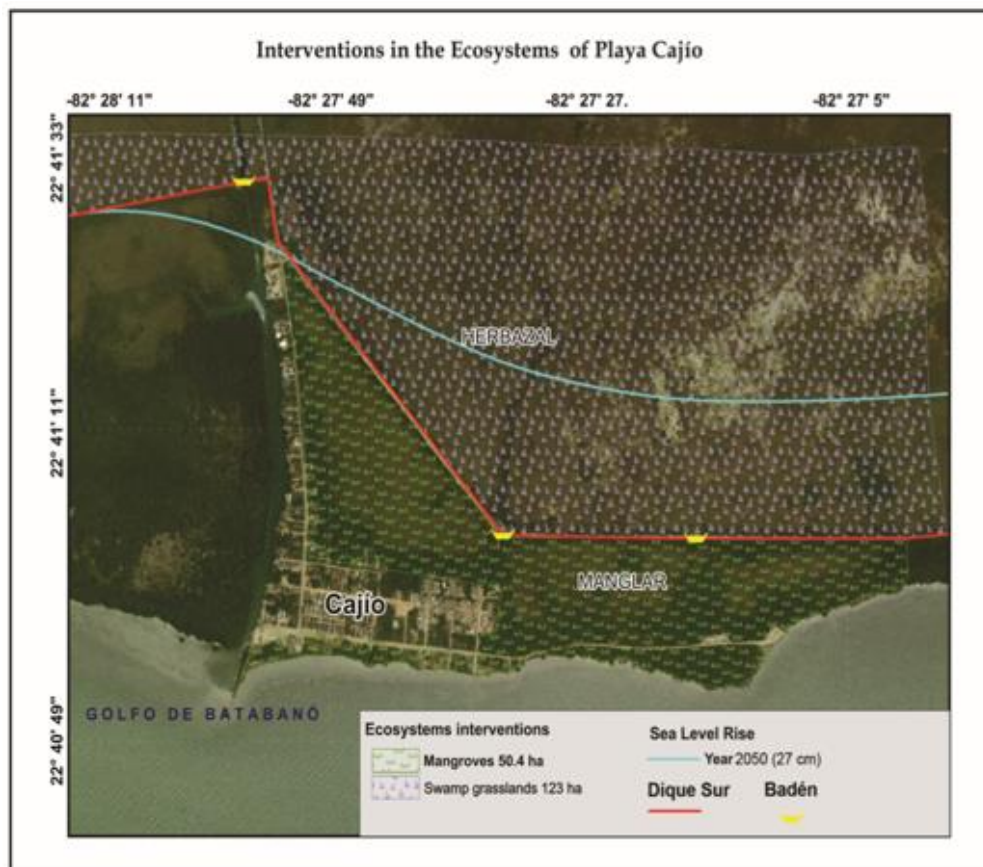 Interventions in the Ecosystems of Playa Cajío
-82° 28' 11"
-82° 27'49"
-82° 27'27.
-82° 27' 5"
22° 41' 33"
22° 41' 11"
22° 40' 49"
HERBAZAL
MANGLAR
Cajío
GOLFO DE BATABANÓ
Ecosystems interventions
Mangroves 50.4 ha
Swamp grasslands 123 ha
Sea Level Rise
Year 2050 (27 cm)
Dique Sur
Badén